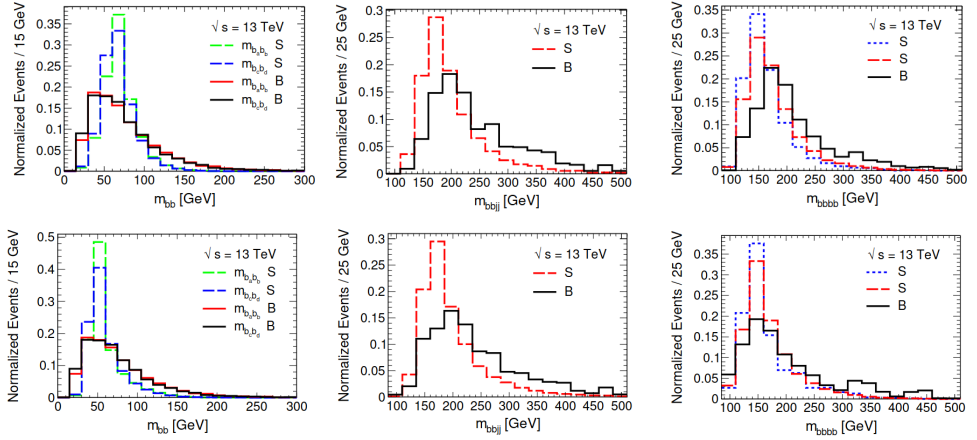 Normalized Events / 15 GeV
0.35
0.3
0.25
0.2
0.15
0.1
0.05
0
0 50 100 150 200 250 300
m_bb [GeV]
√s = 13 TeV
m_{b_a b_b} S
m_{b_c b_d} S
m_{b_a b_b} B
m_{b_c b_d} B
Normalized Events / 25 GeV
0.3
0.25
0.2
0.15
0.1
0.05
0
100 150 200 250 300 350 400 450 500
m_bbjj [GeV]
√s = 13 TeV
S
B
Normalized Events / 25 GeV
0.35
0.3
0.25
0.2
0.15
0.1
0.05
0
100 150 200 250 300 350 400 450 500
m_bbbb [GeV]
√s = 13 TeV
S
S
B
Normalized Events / 15 GeV
0.5
0.4
0.3
0.2
0.1
0
0 50 100 150 200 250 300
m_bb [GeV]
√s = 13 TeV
m_{b_a b_b} S
m_{b_c b_d} S
m_{b_a b_b} B
m_{b_c b_d} B
Normalized Events / 25 GeV
0.3
0.25
0.2
0.15
0.1
0.05
0
100 150 200 250 300 350 400 450 500
m_bbjj [GeV]
√s = 13 TeV
S
B
Normalized Events / 25 GeV
0.35
0.3
0.25
0.2
0.15
0.1
0.05
0
100 150 200 250 300 350 400 450 500
m_bbbb [GeV]
√s = 13 TeV
S
S
B